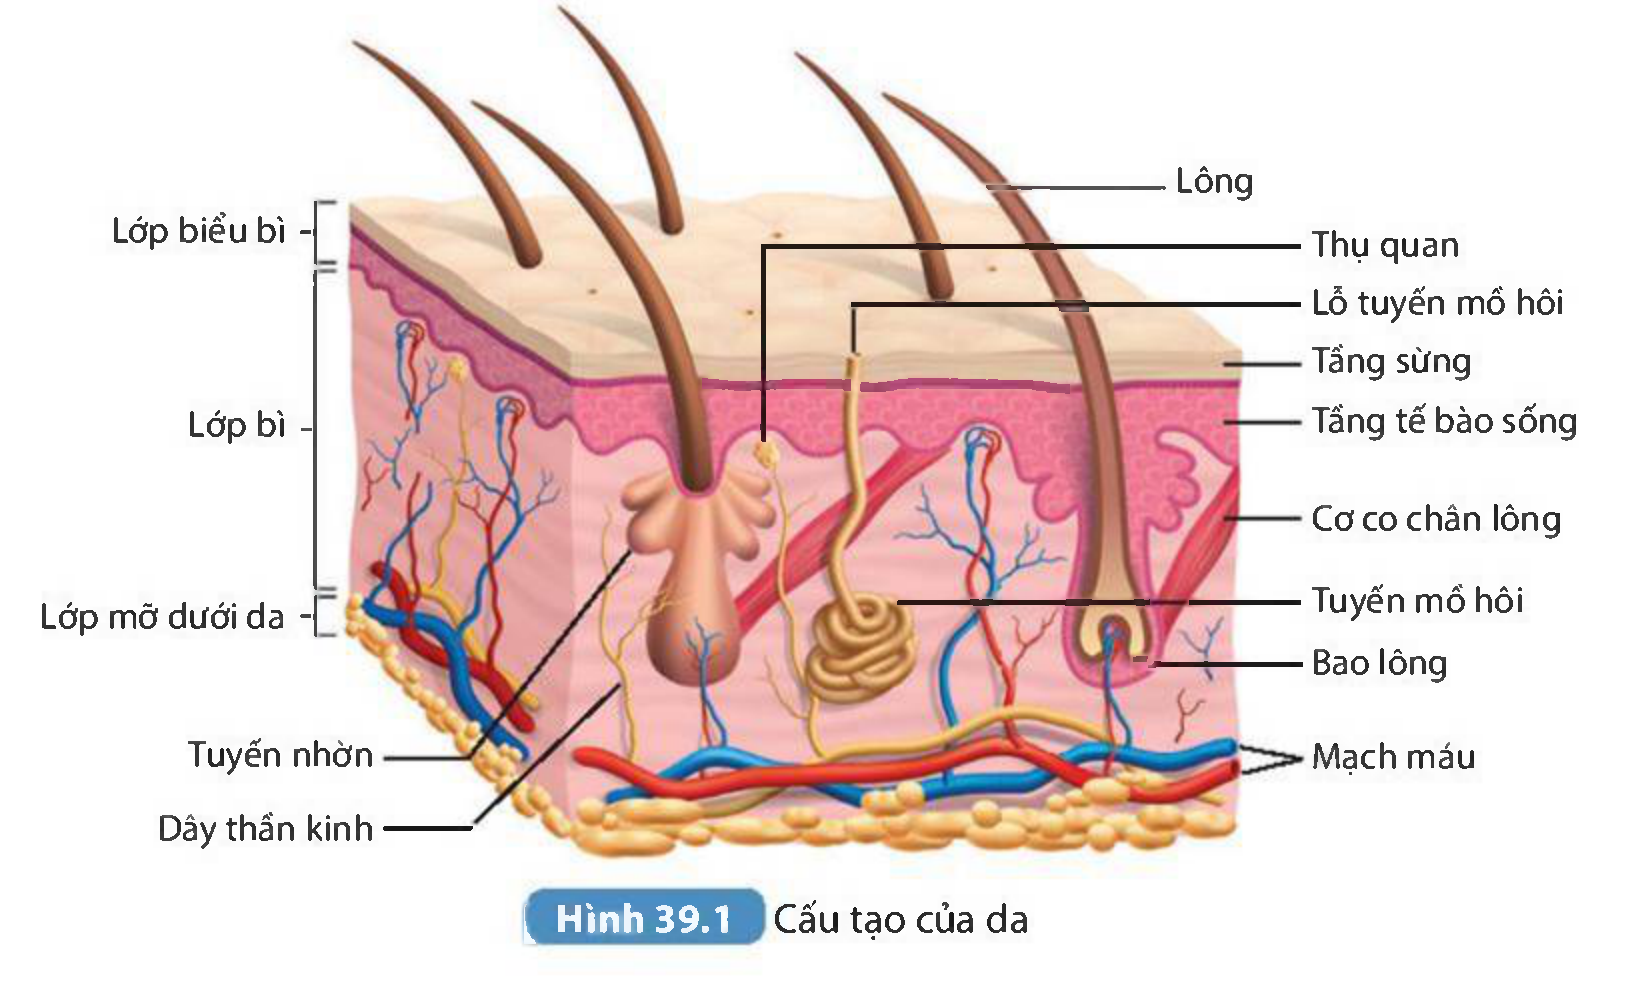 Lông
Lớp biểu bì
Thụ quan
Lỗ tuyến mồ hôi
Tầng sừng
Lớp bì
Tầng tế bào sống
Cơ co chân lông
Lớp mỡ dưới da
Tuyến mồ hôi
Bao lông
Tuyến nhờn
Mạch máu
Dây thần kinh
Hình 39.1 Cấu tạo của da